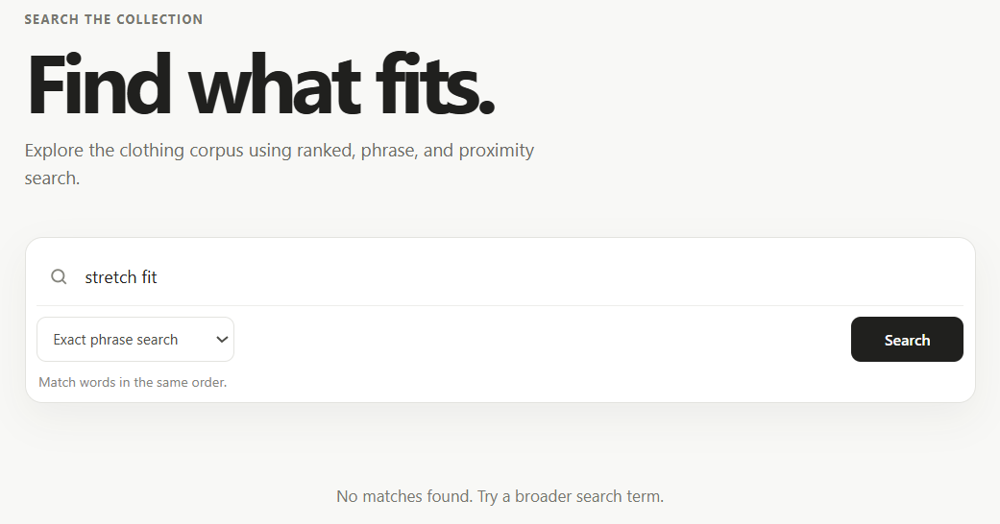 SEARCH THE COLLECTION
Find what fits.
Explore the clothing corpus using ranked, phrase, and proximity
search.
stretch fit
Exact phrase search
Search
Match words in the same order.
No matches found. Try a broader search term.